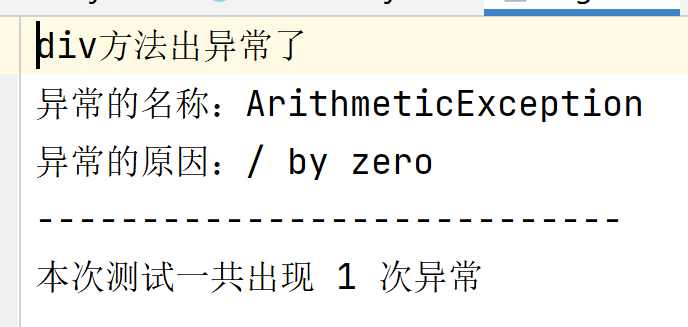 div方法出异常了
异常的名称：ArithmeticException
异常的原因：/ by zero
----------------------------
本次测试一共出现 1 次异常